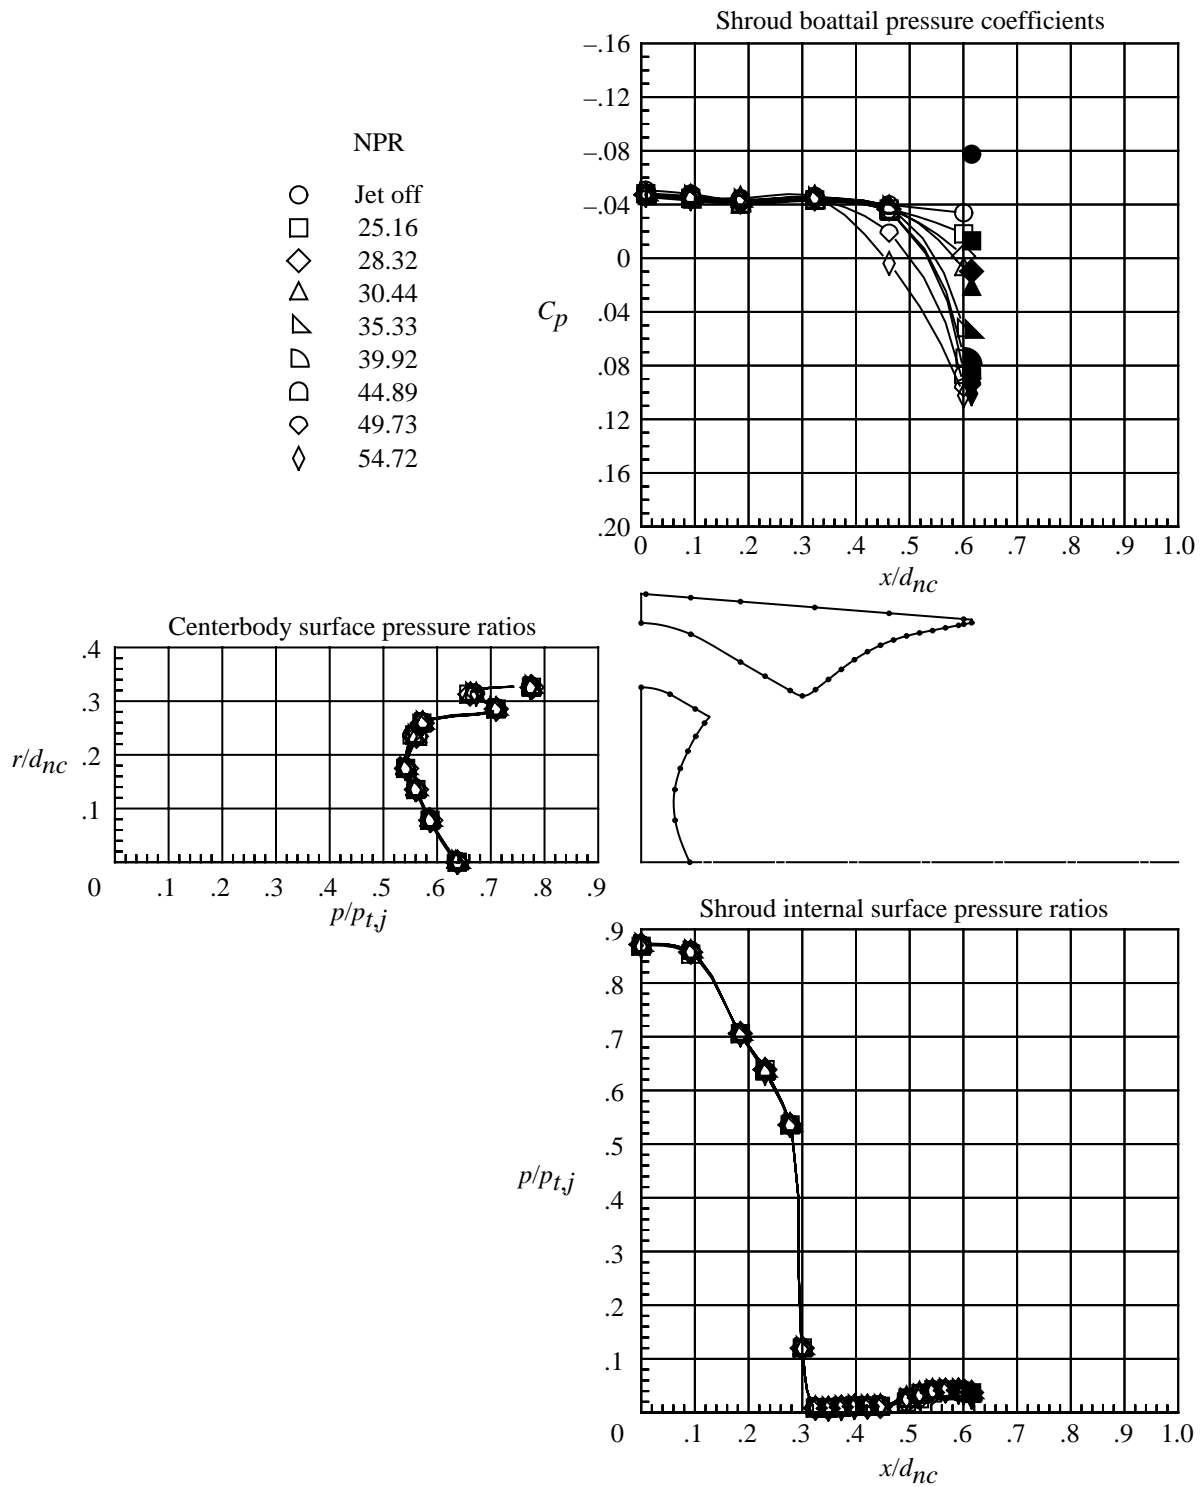 Shroud boattail pressure coefficients
–.16
–.12
–.08
–.04
0
.04
.08
.12
.16
.20
C_p
0 .1 .2 .3 .4 .5 .6 .7 .8 .9 1.0
x/d_nc
NPR
Jet off
25.16
28.32
30.44
35.33
39.92
44.89
49.73
54.72
Centerbody surface pressure ratios
.4
.3
.2
.1
r/d_nc
0 .1 .2 .3 .4 .5 .6 .7 .8 .9
p/p_t,j
Shroud internal surface pressure ratios
.9
.8
.7
.6
.5
.4
.3
.2
.1
p/p_t,j
0 .1 .2 .3 .4 .5 .6 .7 .8 .9 1.0
x/d_nc